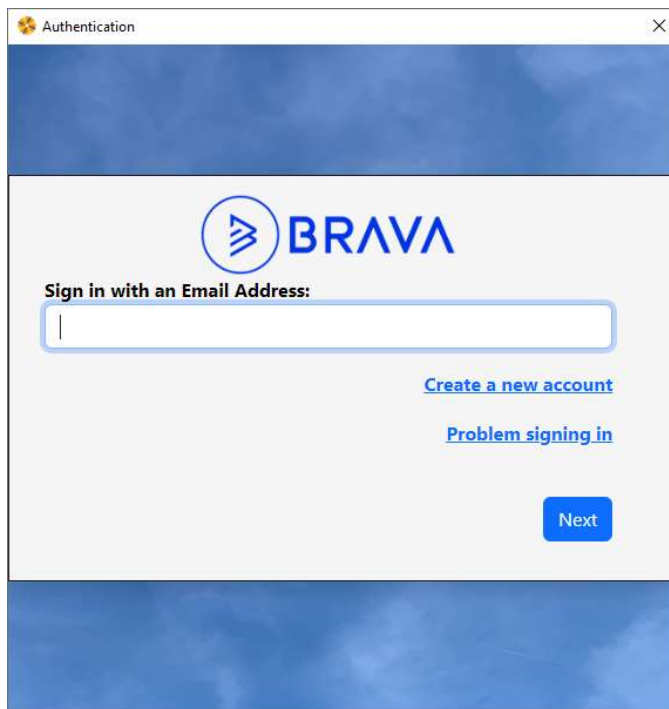 Authentication
BRAVA
Sign in with an Email Address:
Create a new account
Problem signing in
Next